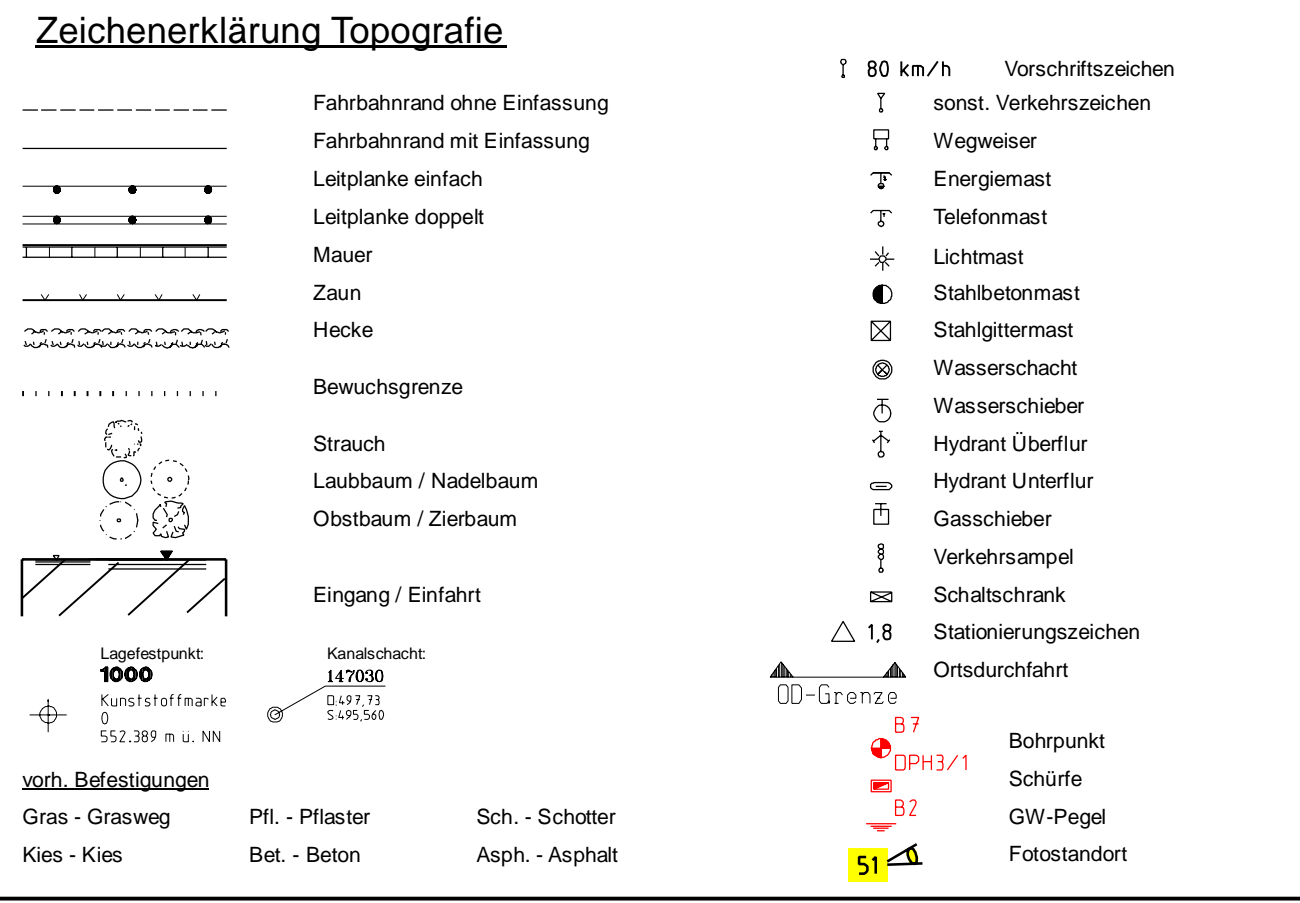 Zeichenerklärung Topografie
Fahrbahnrand ohne Einfassung
Fahrbahnrand mit Einfassung
Leitplanke einfach
Leitplanke doppelt
Mauer
Zaun
Hecke
Bewuchsgrenze
Strauch
Laubbaum / Nadelbaum
Obstbaum / Zierbaum
Eingang / Einfahrt
Lagefestpunkt:
1000
Kunststoffmarke
0
552.389 m ü. NN
Kanalschacht:
147030
D:497,73
S:495,560
vorh. Befestigungen
Gras - Grasweg Pfl. - Pflaster Sch. - Schotter
Kies - Kies Bet. - Beton Asph. - Asphalt
80 km/h Vorschriftszeichen
sonst. Verkehrszeichen
Wegweiser
Energiemast
Telefonmast
Lichtmast
Stahlbetonmast
Stahlgittermast
Wasserschacht
Wasserschieber
Hydrant Überflur
Hydrant Unterflur
Gasschieber
Verkehrsampel
Schaltschrank
1,8 Stationierungszeichen
Ortsdurchfahrt
OD-Grenze
B7
Bohrpunkt
DPH3/1
Schürfe
B2
GW-Pegel
51 Fotostandort